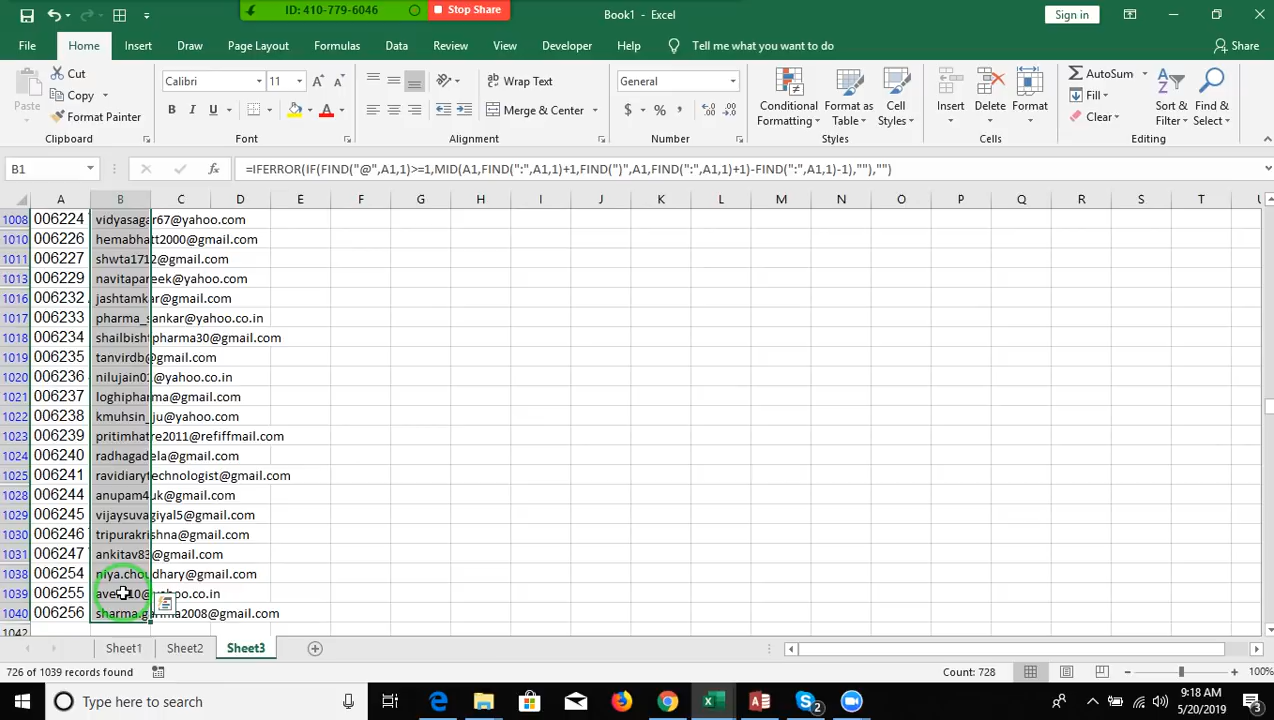 ID: 410-779-6046
Stop Share
Book1 - Excel
Sign in
File Home Insert Draw Page Layout Formulas Data Review View Developer Help Tell me what you want to do Share
Paste
Cut
Copy
Format Painter
Clipboard
Calibri 11
B I U
Font
Wrap Text
Merge & Center
Alignment
General
$ % ,
Number
Conditional Formatting
Format as Table
Cell Styles
Styles
Insert
Delete
Format
Cells
AutoSum
Fill
Clear
Sort & Filter
Find & Select
Editing
B1
=IFERROR(IF(FIND("@",A1,1)>=1,MID(A1,FIND(":",A1,1)+1,FIND(")",A1,FIND(":",A1,1)+1)-FIND(":",A1,1)-1),""),"")
A B C D E F G H I J K L M N O P Q R S T U
1008 006224 vidyasagar67@yahoo.com
1010 006226 hemabhatt2000@gmail.com
1011 006227 shwta1712@gmail.com
1013 006229 navitapareek@yahoo.com
1016 006232 jashtamkar@gmail.com
1017 006233 pharma_sankar@yahoo.co.in
1018 006234 shailbishtpharma30@gmail.com
1019 006235 tanvirdb@gmail.com
1020 006236 nilujain01@yahoo.co.in
1021 006237 loghipharma@gmail.com
1022 006238 kmuhsin_ju@yahoo.com
1023 006239 pritimhatre2011@refiffmail.com
1024 006240 radhagadela@gmail.com
1025 006241 ravidiarytechnologist@gmail.com
1028 006244 anupam4uk@gmail.com
1029 006245 vijaysuvagiyal5@gmail.com
1030 006246 tripurakrishna@gmail.com
1031 006247 ankitav83@gmail.com
1038 006254 niya.choudhary@gmail.com
1039 006255
1040 006256 sharma.garima2008@gmail.com
1042
Sheet1 Sheet2 Sheet3
726 of 1039 records found
Count: 728
100%
Type here to search
2
9:18 AM
5/20/2019
3